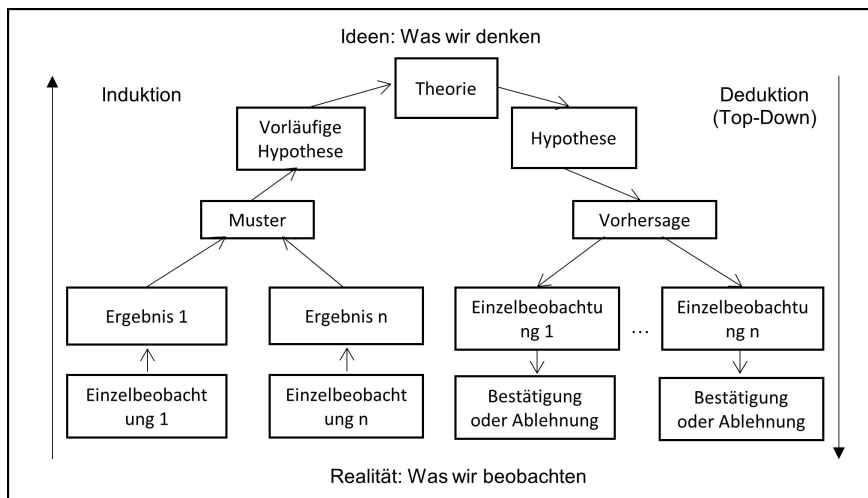 Ideen: Was wir denken
Induktion
Theorie
Deduktion
(Top-Down)
Vorläufige
Hypothese
Hypothese
Muster
Vorhersage
Ergebnis 1
Ergebnis n
Einzelbeobachtu
ng 1
...
Einzelbeobachtu
ng n
Einzelbeobacht
ung 1
Einzelbeobacht
ung n
Bestätigung
oder Ablehnung
Bestätigung
oder Ablehnung
Realität: Was wir beobachten